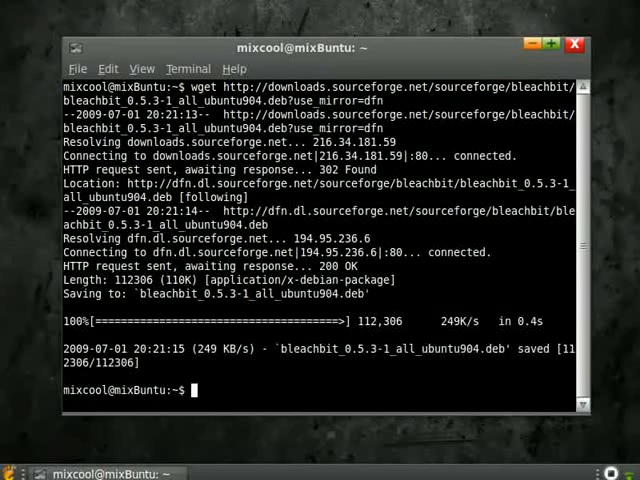 mixcool@mixBuntu: ~
File Edit View Terminal Help
mixcool@mixBuntu:~$ wget http://downloads.sourceforge.net/sourceforge/bleachbit/
bleachbit_0.5.3-1_all_ubuntu904.deb?use_mirror=dfn
--2009-07-01 20:21:13-- http://downloads.sourceforge.net/sourceforge/bleachbit/
bleachbit_0.5.3-1_all_ubuntu904.deb?use_mirror=dfn
Resolving downloads.sourceforge.net... 216.34.181.59
Connecting to downloads.sourceforge.net|216.34.181.59|:80... connected.
HTTP request sent, awaiting response... 302 Found
Location: http://dfn.dl.sourceforge.net/sourceforge/bleachbit/bleachbit_0.5.3-1_
all_ubuntu904.deb [following]
--2009-07-01 20:21:14-- http://dfn.dl.sourceforge.net/sourceforge/bleachbit/ble
achbit_0.5.3-1_all_ubuntu904.deb
Resolving dfn.dl.sourceforge.net... 194.95.236.6
Connecting to dfn.dl.sourceforge.net|194.95.236.6|:80... connected.
HTTP request sent, awaiting response... 200 OK
Length: 112306 (110K) [application/x-debian-package]
Saving to: `bleachbit_0.5.3-1_all_ubuntu904.deb'
100%[======================================>] 112,306 249K/s in 0.4s
2009-07-01 20:21:15 (249 KB/s) - `bleachbit_0.5.3-1_all_ubuntu904.deb' saved [11
2306/112306]
mixcool@mixBuntu:~$
mixcool@mixBuntu: ~